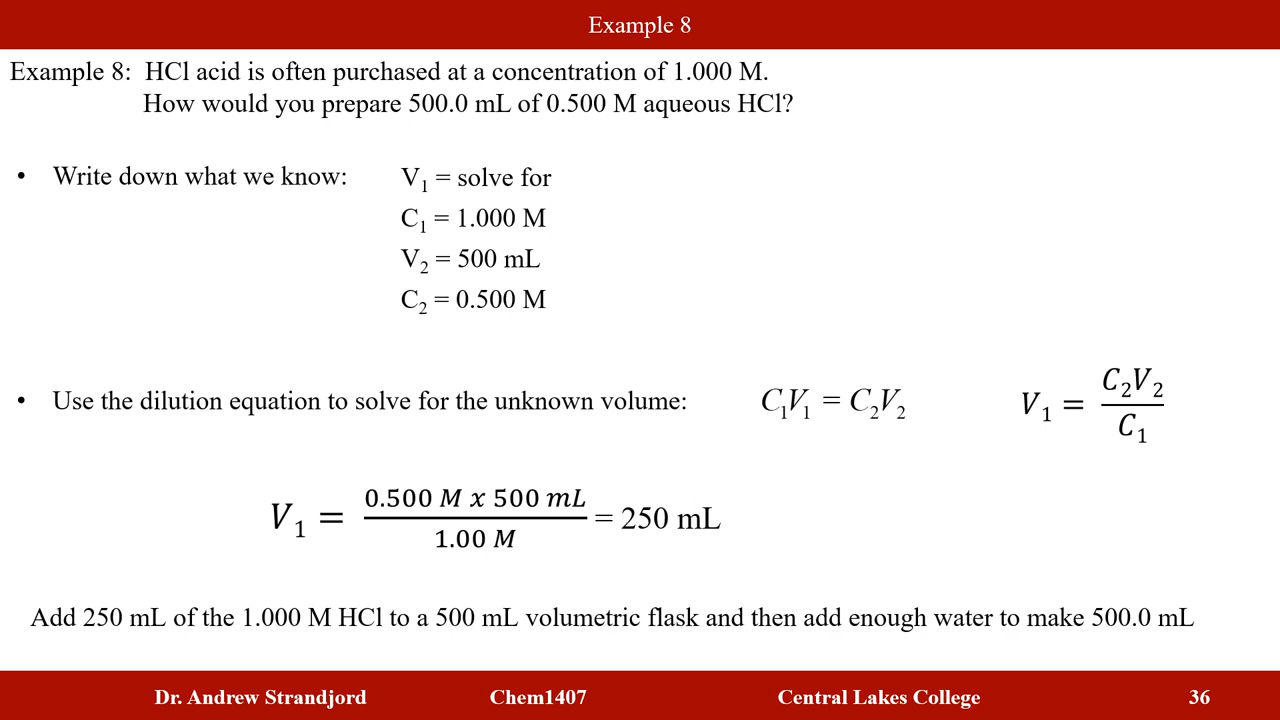 Example 8
Example 8: HCl acid is often purchased at a concentration of 1.000 M.
How would you prepare 500.0 mL of 0.500 M aqueous HCl?
• Write down what we know:
V₁ = solve for
C₁ = 1.000 M
V₂ = 500 mL
C₂ = 0.500 M
• Use the dilution equation to solve for the unknown volume: C₁V₁ = C₂V₂ V₁ = C₂V₂ / C₁
V₁ = 0.500 M x 500 mL / 1.00 M = 250 mL
Add 250 mL of the 1.000 M HCl to a 500 mL volumetric flask and then add enough water to make 500.0 mL
Dr. Andrew Strandjord Chem1407 Central Lakes College 36